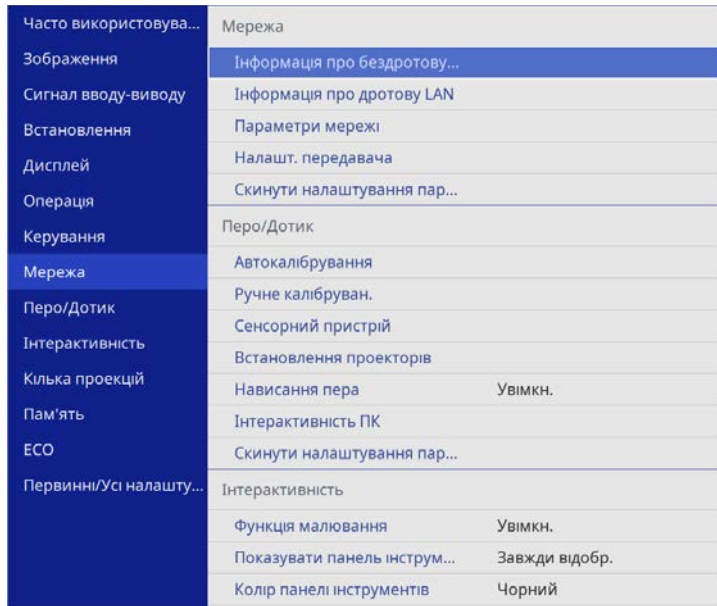 Часто використовува...
Зображення
Сигнал вводу-виводу
Встановлення
Дисплей
Операція
Керування
Мережа
Перо/Дотик
Інтерактивність
Кілька проекцій
Пам'ять
ECO
Первинні/Усі налашту...
Мережа
Інформація про бездротову...
Інформація про дротову LAN
Параметри мережі
Налашт. передавача
Скинути налаштування пар...
Перо/Дотик
Автокалібрування
Ручне калібруван.
Сенсорний пристрій
Встановлення проекторів
Нависання пера Увімкн.
Інтерактивність ПК
Скинути налаштування пар...
Інтерактивність
Функція малювання Увімкн.
Показувати панель інструм... Завжди відобр.
Колір панелі інструментів Чорний